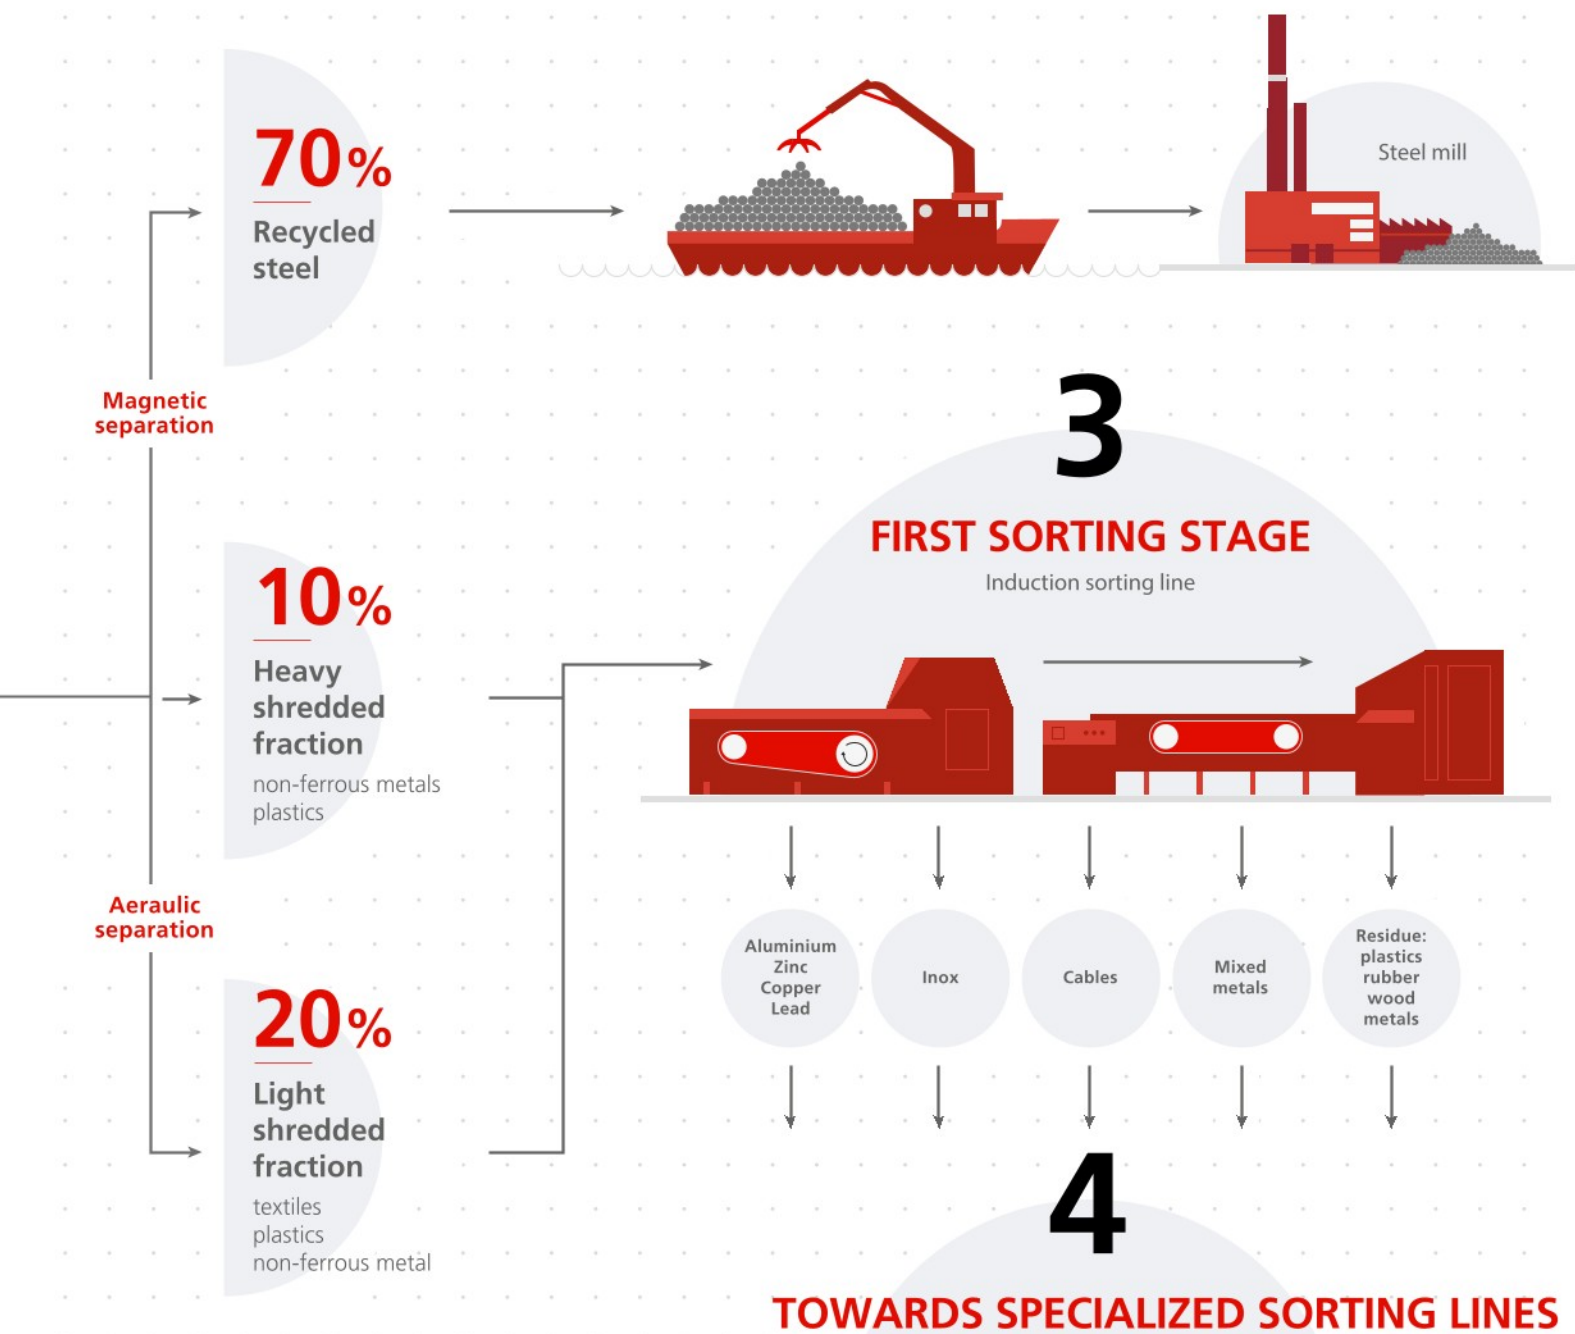 70%
Recycled
steel
Steel mill
Magnetic
separation
3
FIRST SORTING STAGE
Induction sorting line
10%
Heavy
shredded
fraction
non-ferrous metals
plastics
Aeraulic
separation
20%
Light
shredded
fraction
textiles
plastics
non-ferrous metal
Aluminium
Zinc
Copper
Lead
Inox
Cables
Mixed
metals
Residue:
plastics
rubber
wood
metals
4
TOWARDS SPECIALIZED SORTING LINES